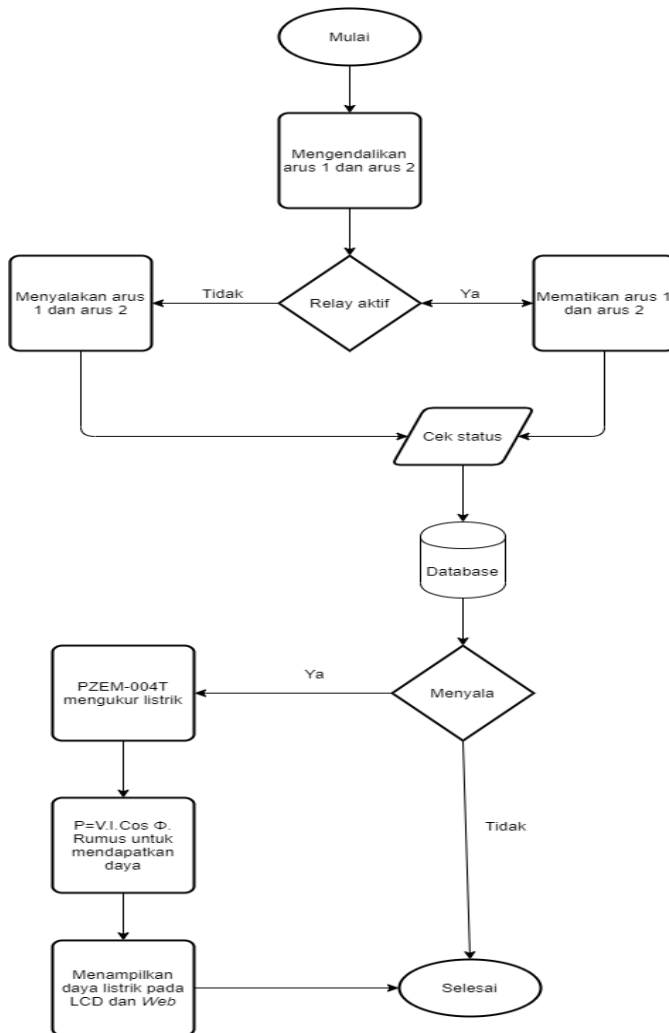 Mulai
Mengendalikan
arus 1 dan arus 2
Menyalakan arus
1 dan arus 2
Tidak
Relay aktif
Ya
Mematikan arus 1
dan arus 2
Cek status
Database
PZEM-004T
mengukur listrik
Ya
Menyala
P=V.I.Cos Φ.
Rumus untuk
mendapatkan
daya
Tidak
Menampilkan
daya listrik pada
LCD dan Web
Selesai